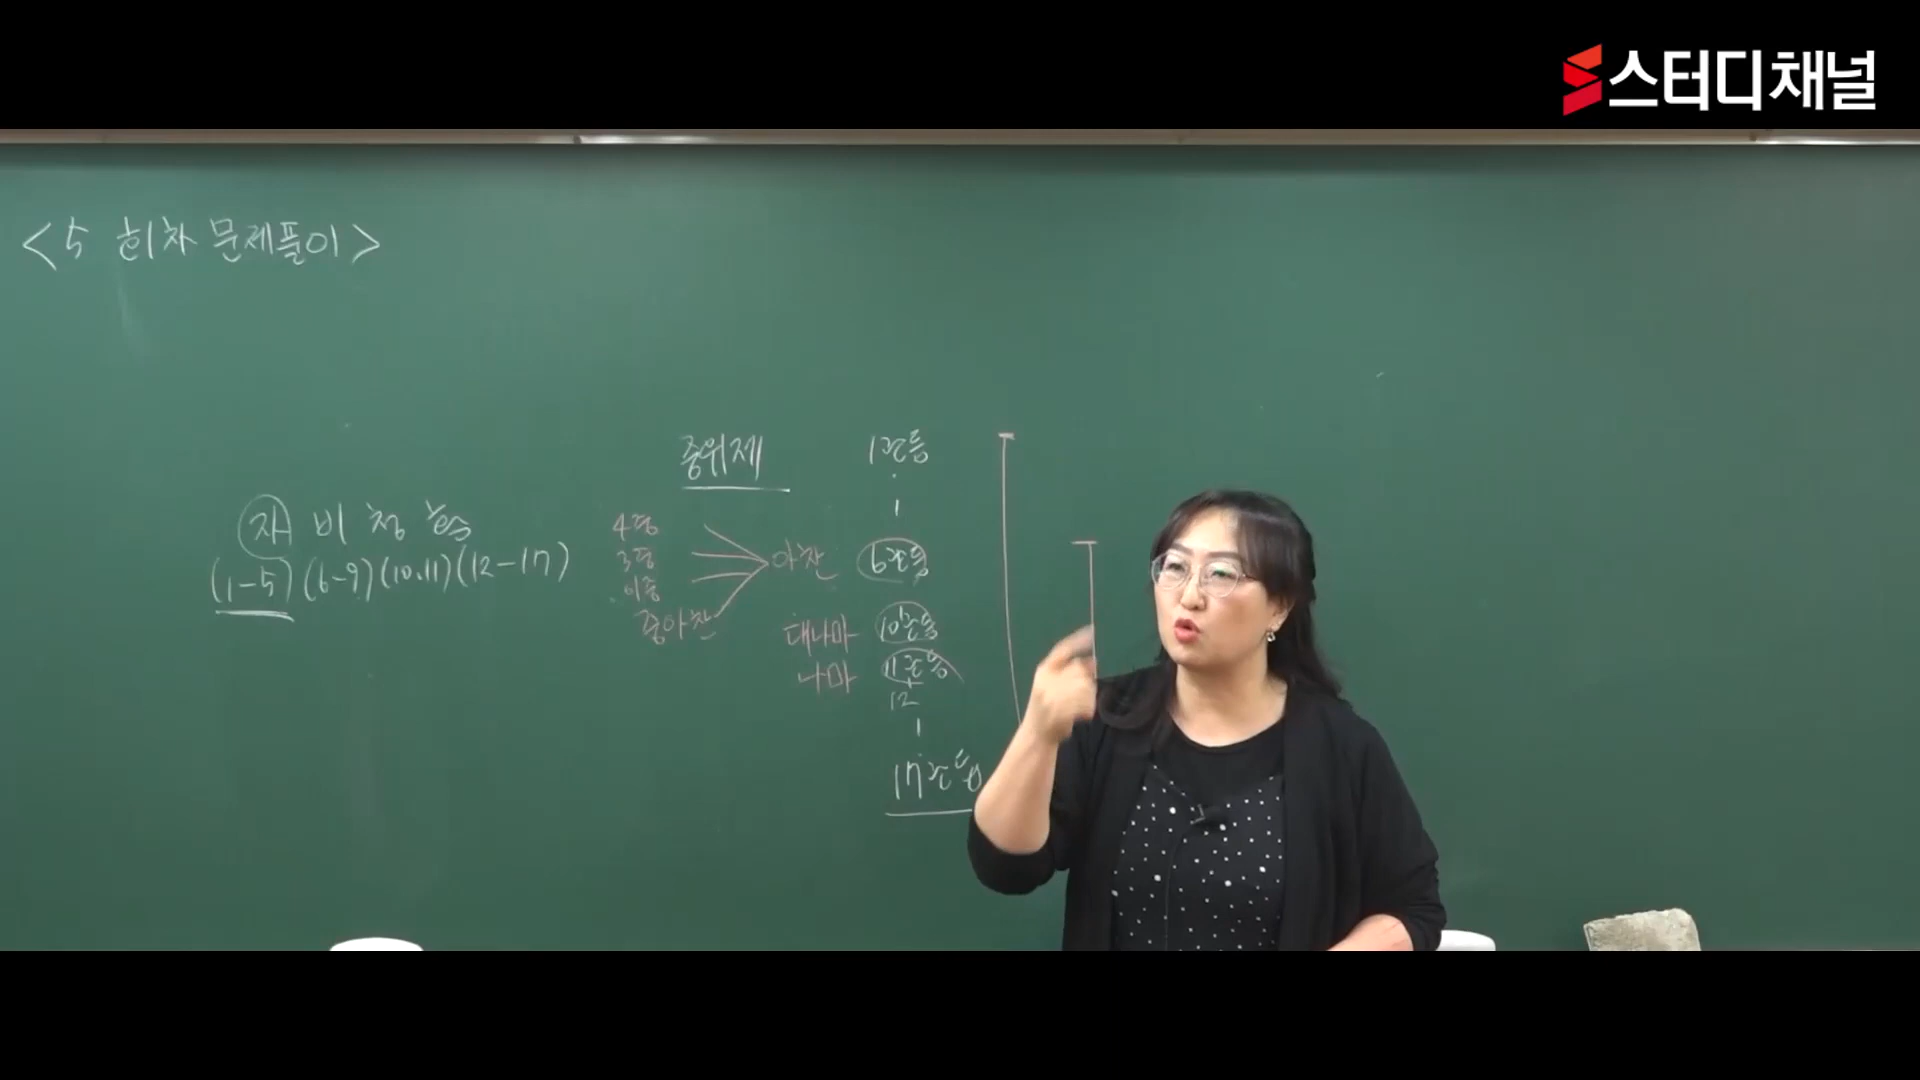 스터디채널
<5 회차 문제풀이>
중위제 1관등
자 비 청 황
(1-5) (6-9) (10.11) (12-17)
4중
3중
이중
중아찬
아찬 6관등
대나마 10관등
나마 11관등
12
17관등